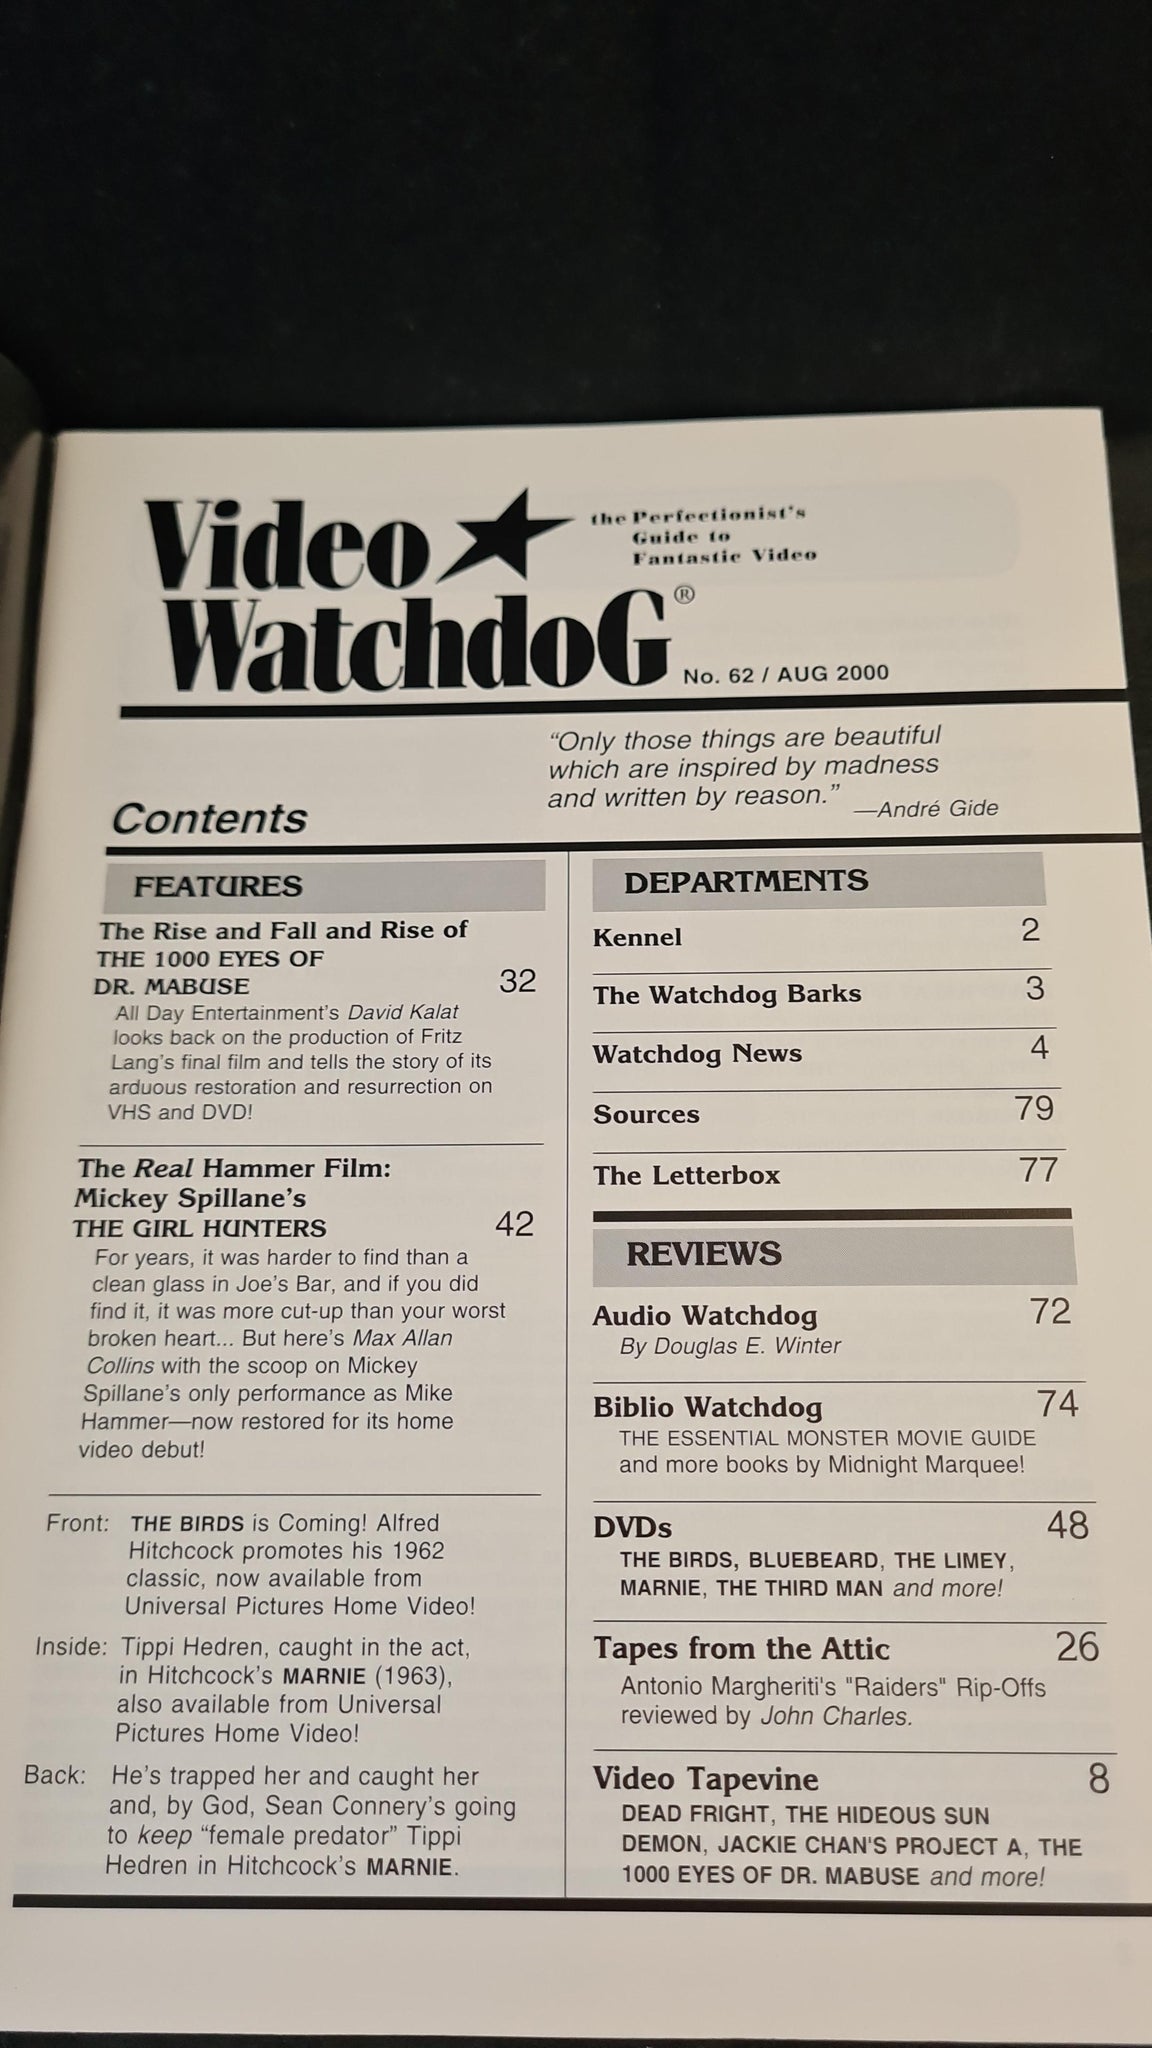 Video Watchdog®
the Perfectionist's
Guide to
Fantastic Video
No. 62 / AUG 2000
"Only those things are beautiful
which are inspired by madness
and written by reason."
—André Gide
Contents
FEATURES
The Rise and Fall and Rise of
THE 1000 EYES OF
DR. MABUSE 32
All Day Entertainment's David Kalat
looks back on the production of Fritz
Lang's final film and tells the story of its
arduous restoration and resurrection on
VHS and DVD!
The Real Hammer Film:
Mickey Spillane's
THE GIRL HUNTERS 42
For years, it was harder to find than a
clean glass in Joe's Bar, and if you did
find it, it was more cut-up than your worst
broken heart... But here's Max Allan
Collins with the scoop on Mickey
Spillane's only performance as Mike
Hammer—now restored for its home
video debut!
Front: THE BIRDS is Coming! Alfred
Hitchcock promotes his 1962
classic, now available from
Universal Pictures Home Video!
Inside: Tippi Hedren, caught in the act,
in Hitchcock's MARNIE (1963),
also available from Universal
Pictures Home Video!
Back: He's trapped her and caught her
and, by God, Sean Connery's going
to keep "female predator" Tippi
Hedren in Hitchcock's MARNIE.
DEPARTMENTS
Kennel 2
The Watchdog Barks 3
Watchdog News 4
Sources 79
The Letterbox 77
REVIEWS
Audio Watchdog 72
By Douglas E. Winter
Biblio Watchdog 74
THE ESSENTIAL MONSTER MOVIE GUIDE
and more books by Midnight Marquee!
DVDs 48
THE BIRDS, BLUEBEARD, THE LIMEY,
MARNIE, THE THIRD MAN and more!
Tapes from the Attic 26
Antonio Margheriti's "Raiders" Rip-Offs
reviewed by John Charles.
Video Tapevine 8
DEAD FRIGHT, THE HIDEOUS SUN
DEMON, JACKIE CHAN'S PROJECT A, THE
1000 EYES OF DR. MABUSE and more!